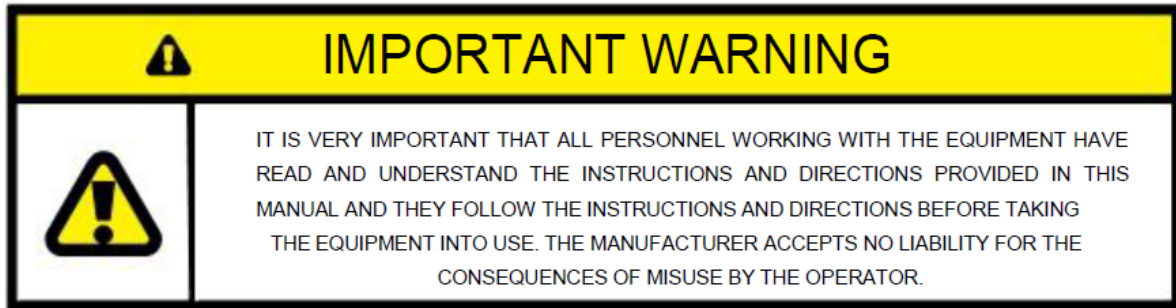 IMPORTANT WARNING
IT IS VERY IMPORTANT THAT ALL PERSONNEL WORKING WITH THE EQUIPMENT HAVE
READ AND UNDERSTAND THE INSTRUCTIONS AND DIRECTIONS PROVIDED IN THIS
MANUAL AND THEY FOLLOW THE INSTRUCTIONS AND DIRECTIONS BEFORE TAKING
THE EQUIPMENT INTO USE. THE MANUFACTURER ACCEPTS NO LIABILITY FOR THE
CONSEQUENCES OF MISUSE BY THE OPERATOR.